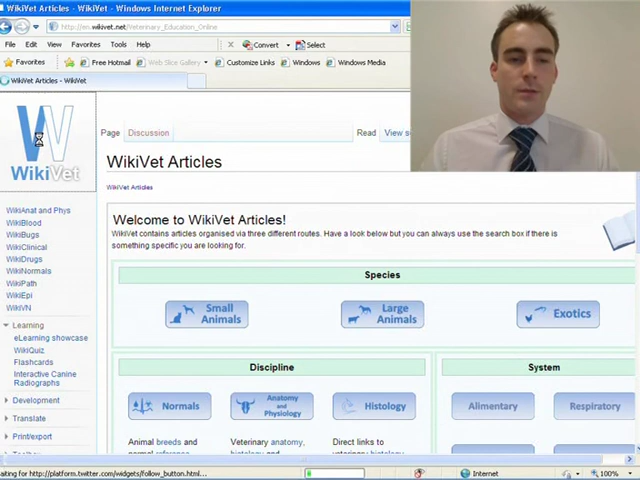 WikiVet Articles - WikiVet - Windows Internet Explorer
http://en.wikivet.net/Veterinary_Education_Online
File Edit View Favorites Tools Help
Convert Select
Favorites Free Hotmail Web Slice Gallery Customize Links Windows Windows Media
WikiVet Articles - WikiVet
W
WikiVet
Page Discussion Read View s
WikiVet Articles
WikiVet Articles
WikiAnat and Phys
WikiBlood
WikiBugs
WikiClinical
WikiDrugs
WikiNormals
WikiPath
WikiEpi
WikiVN
Learning
eLearning showcase
WikiQuiz
Flashcards
Interactive Canine
Radiographs
Development
Translate
Print/export
Welcome to WikiVet Articles!
WikiVet contains articles organised via three different routes. Have a look below but you can always use the search box if there is
something specific you are looking for.
Species
Small
Animals
Large
Animals
Exotics
Discipline
Normals
Anatomy
and
Physiology
Histology
Animal breeds and
Veterinary anatomy,
Direct links to
System
Alimentary
Respiratory
aiting for http://platform.twitter.com/widgets/follow_button.html...
Internet
100%